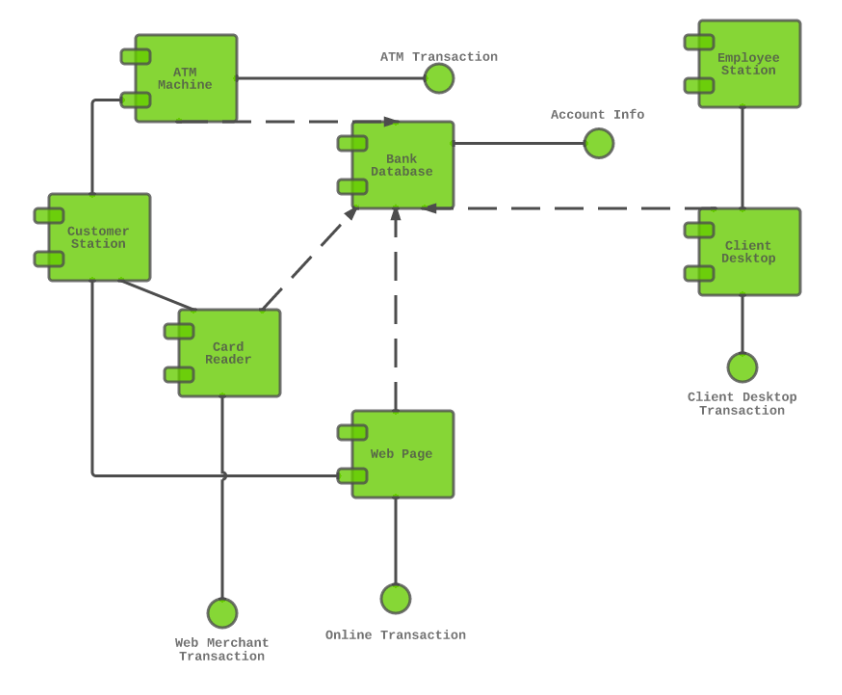 ATM Transaction
Employee
Station
ATM
Machine
Account Info
Bank
Database
Customer
Station
Client
Desktop
Card
Reader
Client Desktop
Transaction
Web Page
Online Transaction
Web Merchant
Transaction